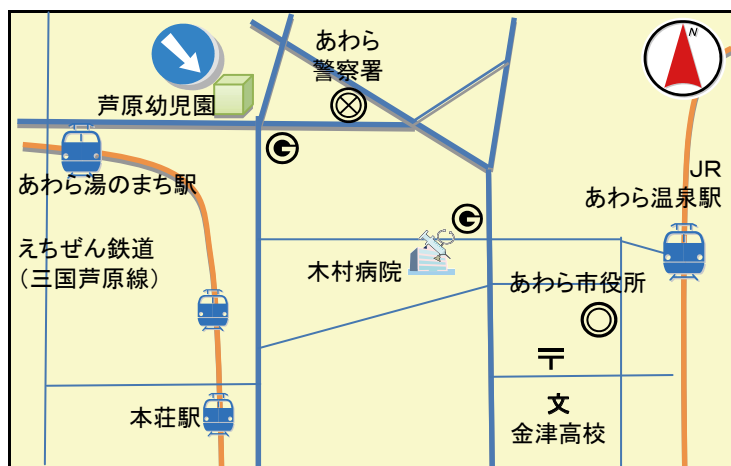 あわら
警察署
N
芦原幼児園
JR
あわら温泉駅
あわら湯のまち駅
えちぜん鉄道
（三国芦原線）
木村病院
あわら市役所
〒
文
金津高校
本荘駅